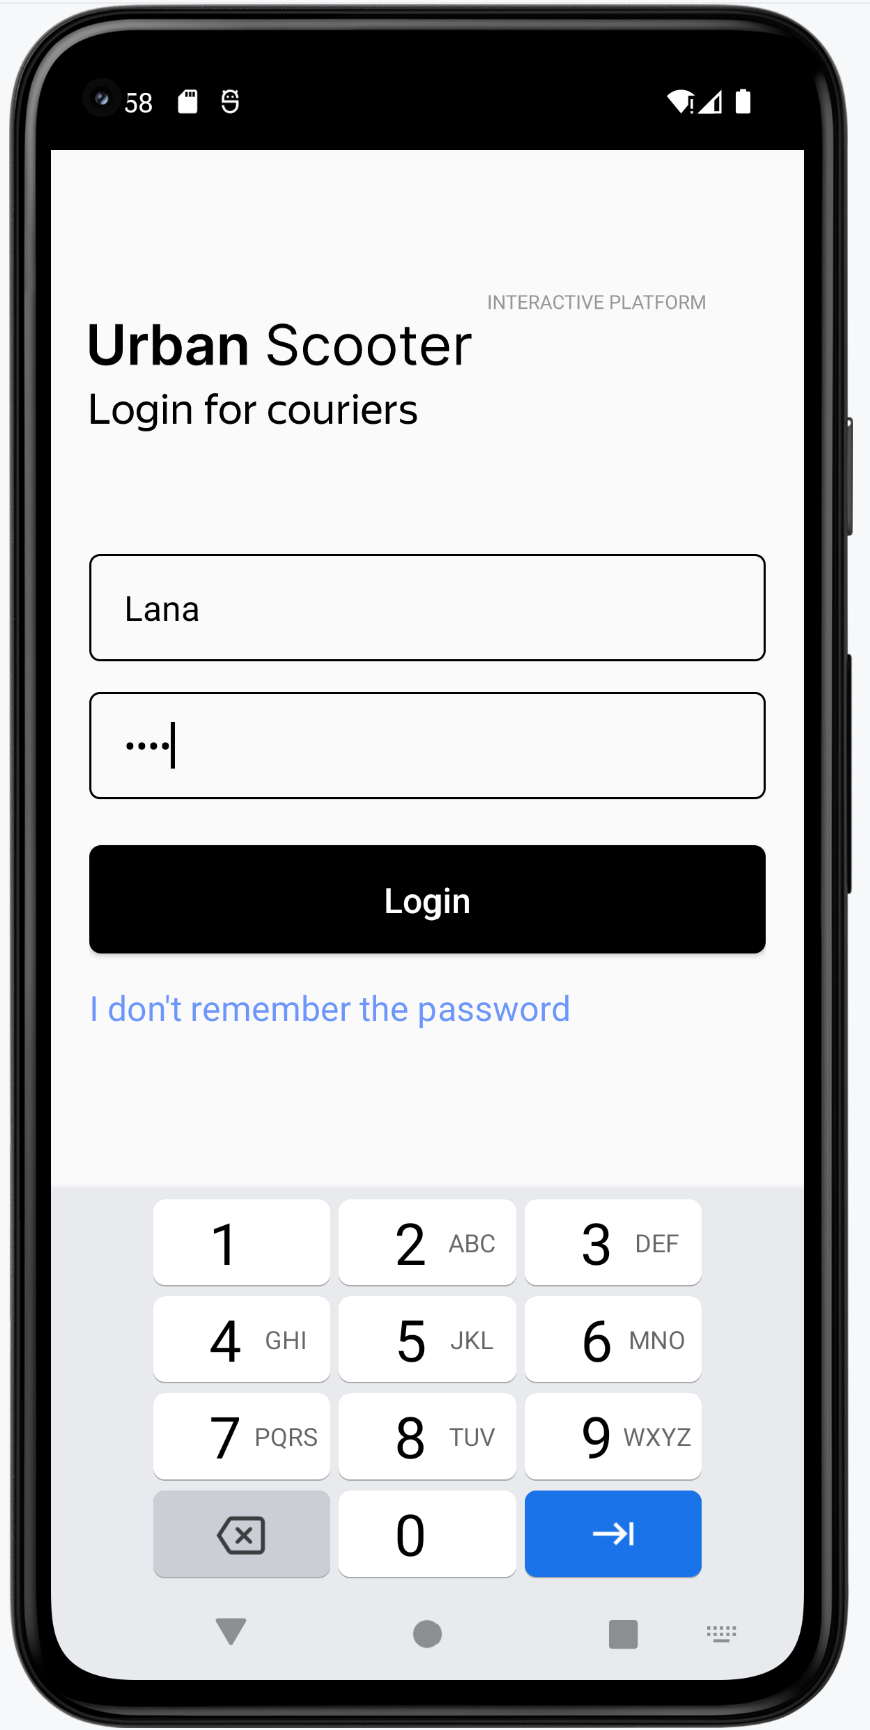 58
INTERACTIVE PLATFORM
Urban Scooter
Login for couriers
Lana
••••
Login
I don't remember the password
1 2 ABC 3 DEF
4 GHI 5 JKL 6 MNO
7 PQRS 8 TUV 9 WXYZ
0